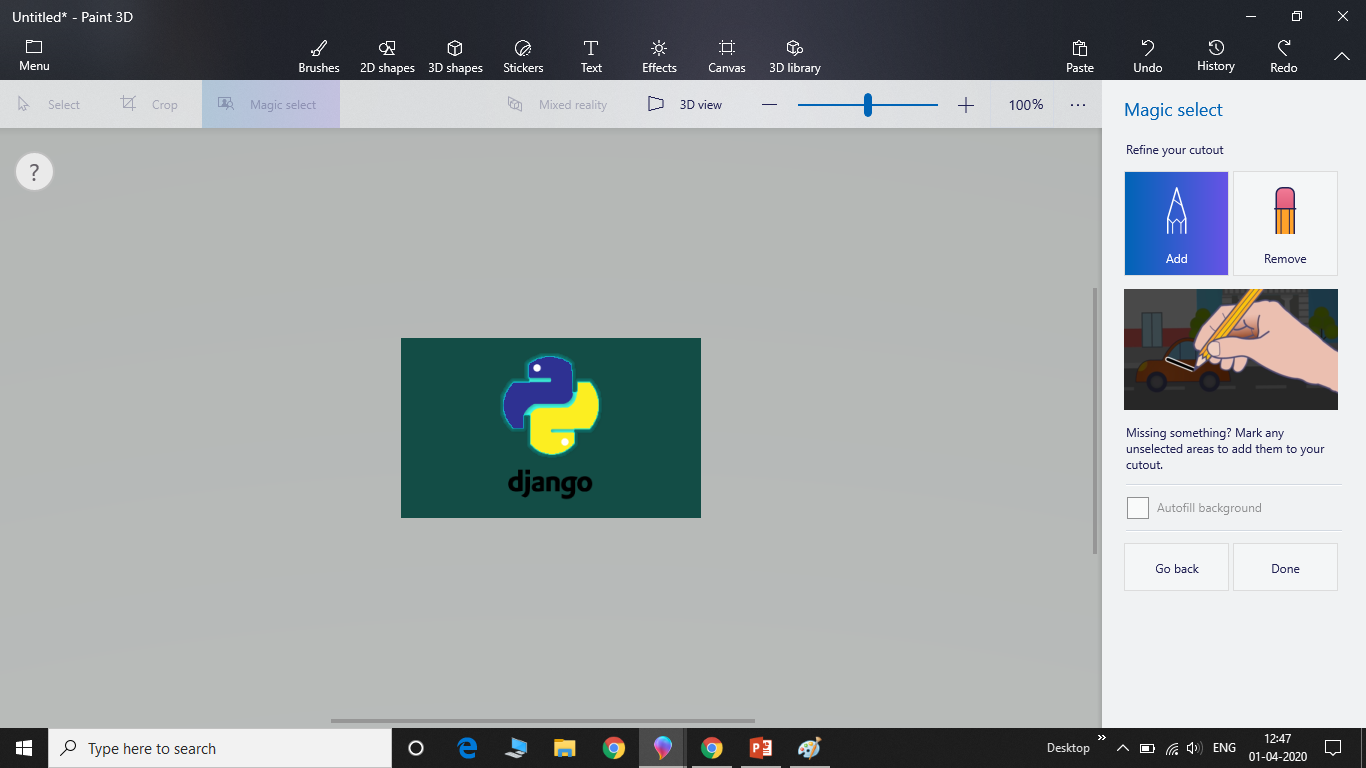 Untitled* - Paint 3D
Menu
Brushes
2D shapes
3D shapes
Stickers
Text
Effects
Canvas
3D library
Paste
Undo
History
Redo
Select
Crop
Magic select
Mixed reality
3D view
100%
?
Magic select
Refine your cutout
Add
Remove
Missing something? Mark any
unselected areas to add them to your
cutout.
Autofill background
Go back
Done
django
Type here to search
Desktop
ENG
12:47
01-04-2020